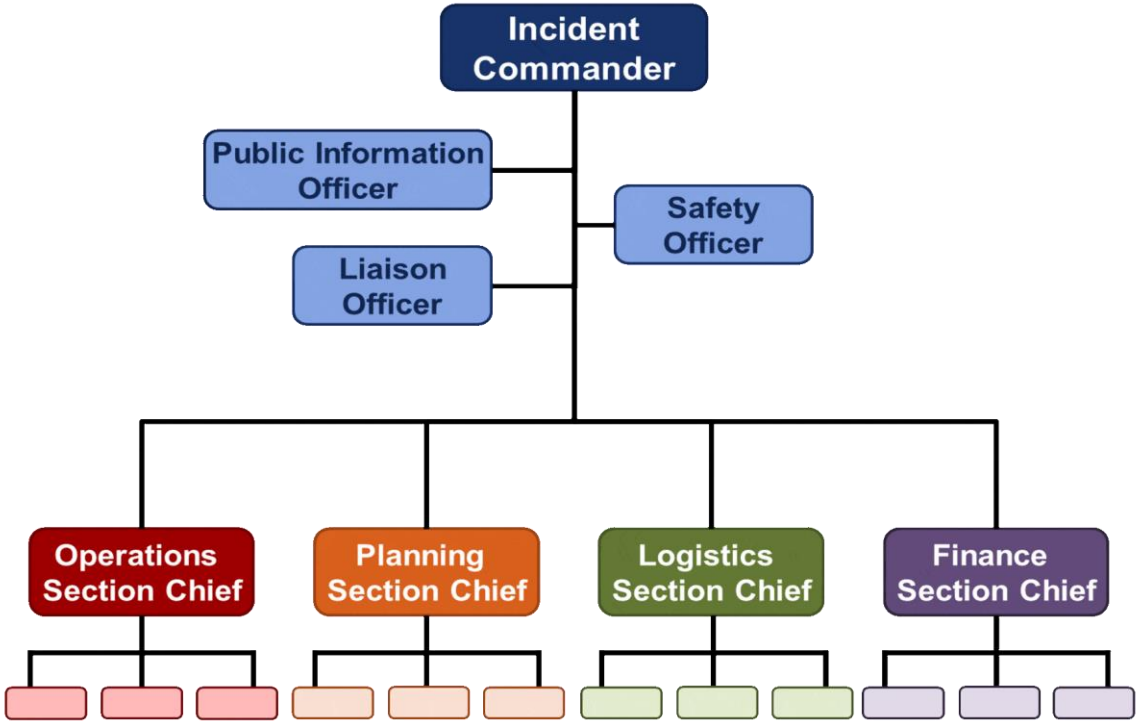 Incident
Commander
Public Information
Officer
Safety
Officer
Liaison
Officer
Operations
Section Chief
Planning
Section Chief
Logistics
Section Chief
Finance
Section Chief